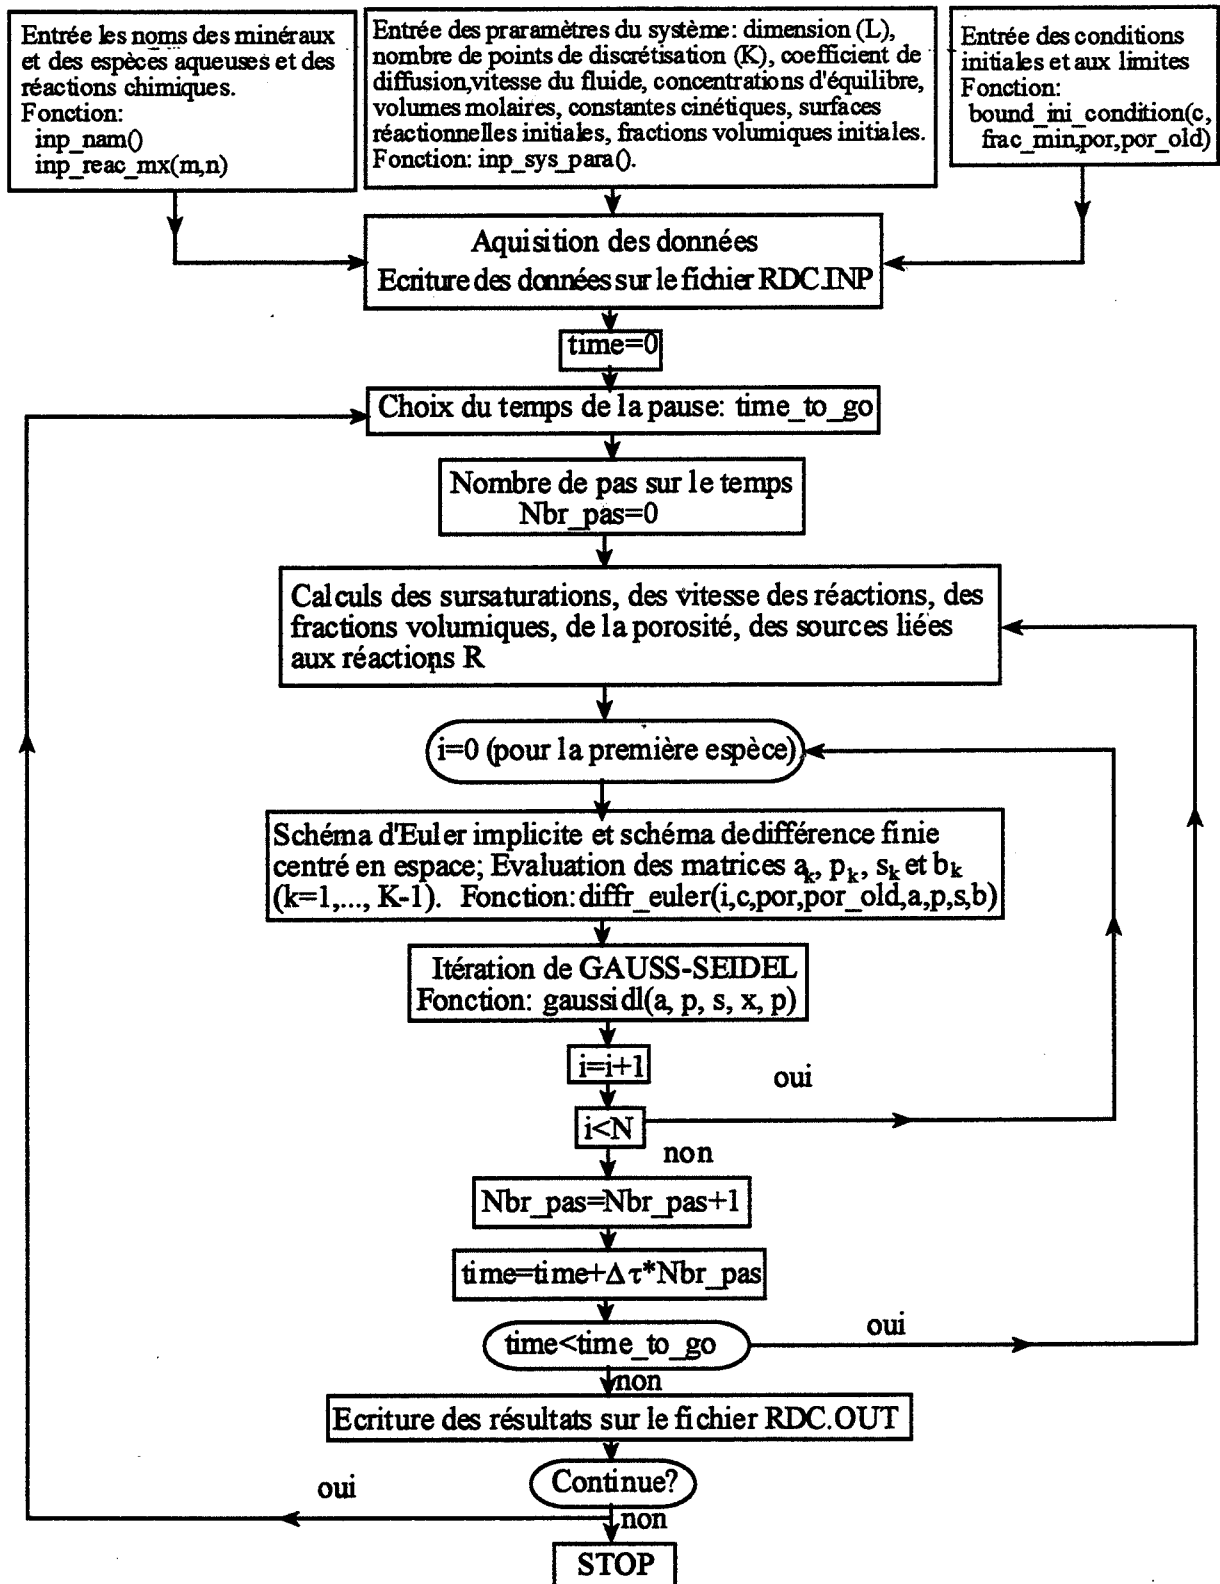 Entrée les noms des minéraux
et des espèces aqueuses et des
réactions chimiques.
Fonction:
inp_nam()
inp_reac_mx(m,n)
Entrée des praramètres du système: dimension (L),
nombre de points de discrétisation (K), coefficient de
diffusion,vitesse du fluide, concentrations d'équilibre,
volumes molaires, constantes cinétiques, surfaces
réactionnelles initiales, fractions volumiques initiales.
Fonction: inp_sys_para().
Entrée des conditions
initiales et aux limites
Fonction:
bound_ini_condition(c,
frac_min,por,por_old)
Aquisition des données
Ecriture des données sur le fichier RDC.INP
time=0
Choix du temps de la pause: time_to_go
Nombre de pas sur le temps
Nbr_pas=0
Calculs des sursaturations, des vitesse des réactions, des
fractions volumiques, de la porosité, des sources liées
aux réactions R
i=0 (pour la première espèce)
Schéma d'Euler implicite et schéma de différence finie
centré en espace; Evaluation des matrices a_k, p_k, s_k et b_k
(k=1,..., K-1). Fonction: diffr_euler(i,c,por,por_old,a,p,s,b)
Itération de GAUSS-SEIDEL
Fonction: gaussidl(a, p, s, x, p)
i=i+1
oui
i<N
non
Nbr_pas=Nbr_pas+1
time=time+Δτ*Nbr_pas
time<time_to_go
oui
non
Ecriture des résultats sur le fichier RDC.OUT
Continue?
oui
non
STOP